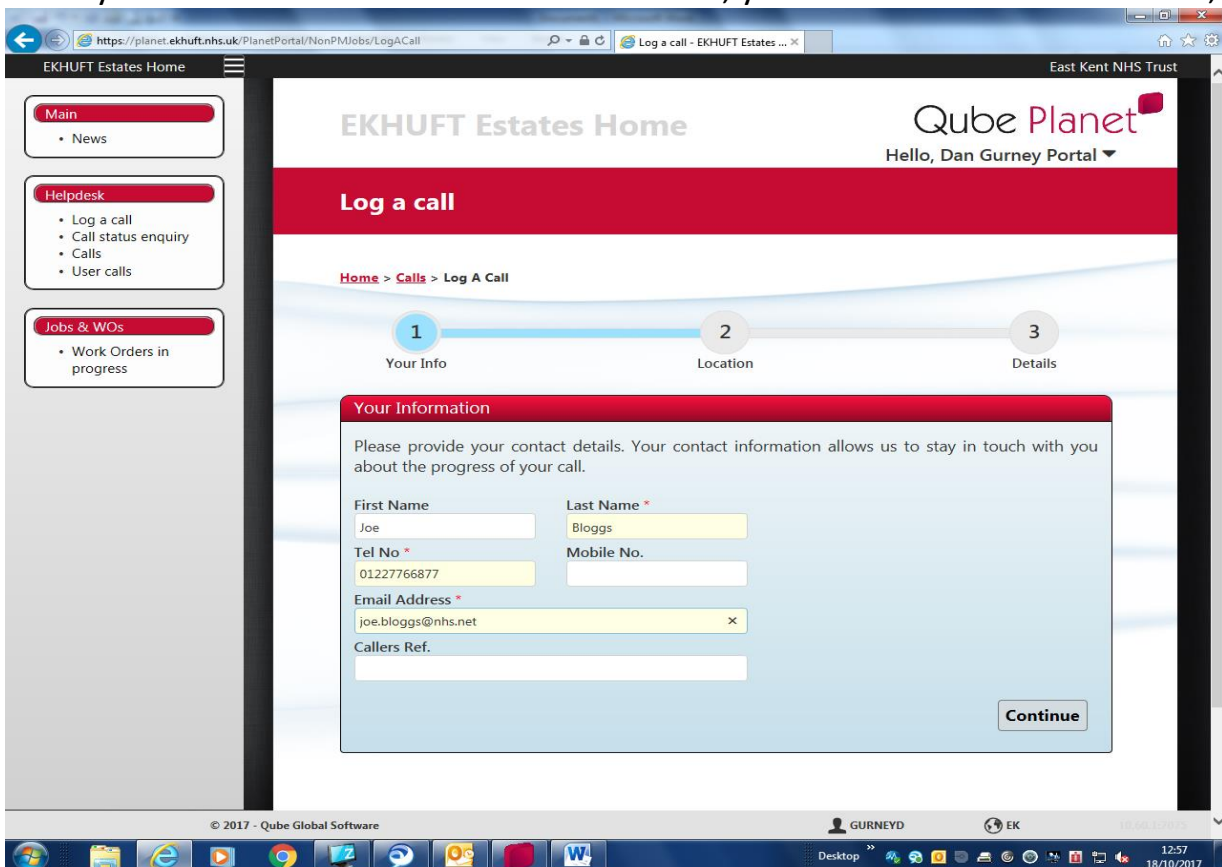 https://planet.ekhuft.nhs.uk/PlanetPortal/NonPMJobs/LogACall
Log a call - EKHUFT Estates ...
EKHUFT Estates Home
East Kent NHS Trust
Main
• News
Helpdesk
• Log a call
• Call status enquiry
• Calls
• User calls
Jobs & WOs
• Work Orders in
progress
EKHUFT Estates Home
Qube Planet
Hello, Dan Gurney Portal
Log a call
Home > Calls > Log A Call
1 2 3
Your Info Location Details
Your Information
Please provide your contact details. Your contact information allows us to stay in touch with you
about the progress of your call.
First Name Last Name *
Joe Bloggs
Tel No * Mobile No.
01227766877
Email Address *
joe.bloggs@nhs.net
Callers Ref.
Continue
© 2017 - Qube Global Software
GURNEYD EK
Desktop
12:57
18/10/2017